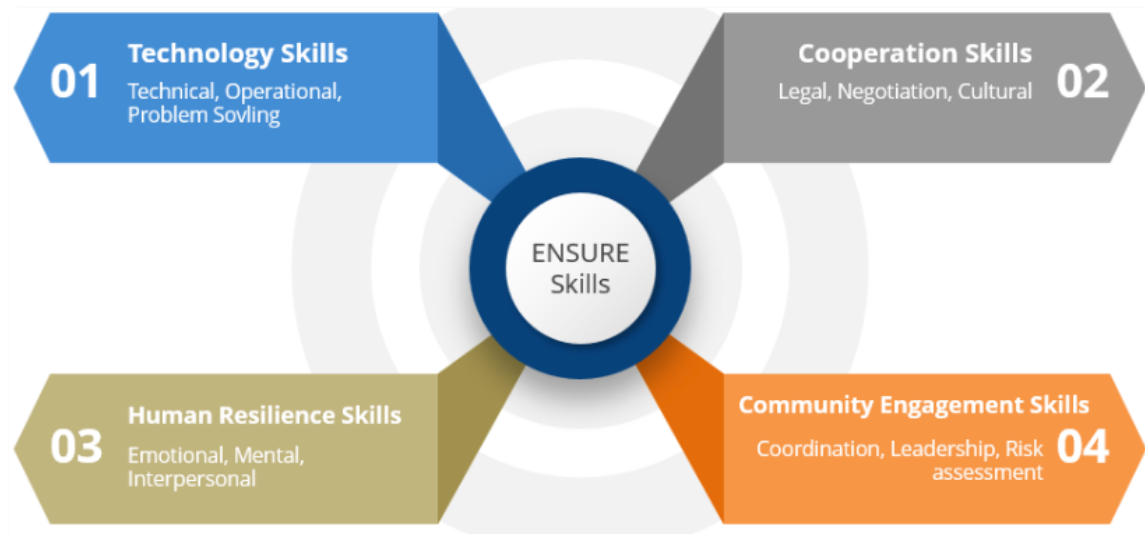 01
Technology Skills
Technical, Operational,
Problem Sovling
Cooperation Skills
Legal, Negotiation, Cultural
02
ENSURE
Skills
03
Human Resilience Skills
Emotional, Mental,
Interpersonal
Community Engagement Skills
Coordination, Leadership, Risk
assessment
04